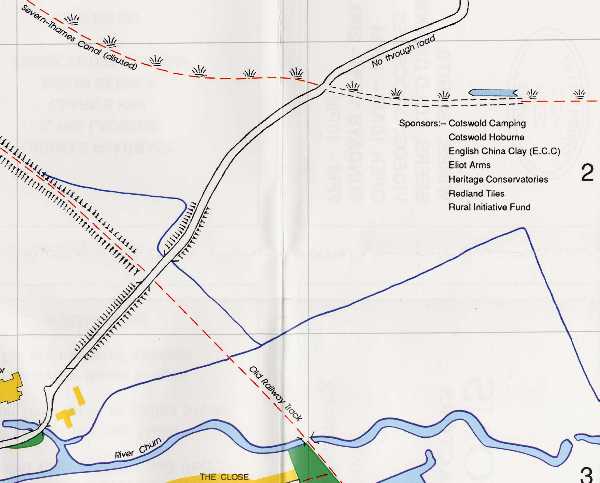 Severn-Thames Canal (disused)
No through road
Sponsors:– Cotswold Camping
Cotswold Hoburne
English China Clay (E.C.C)
Eliot Arms
Heritage Conservatories
Redland Tiles
Rural Initiative Fund
2
Old Railway Track
River Churn
THE CLOSE
3